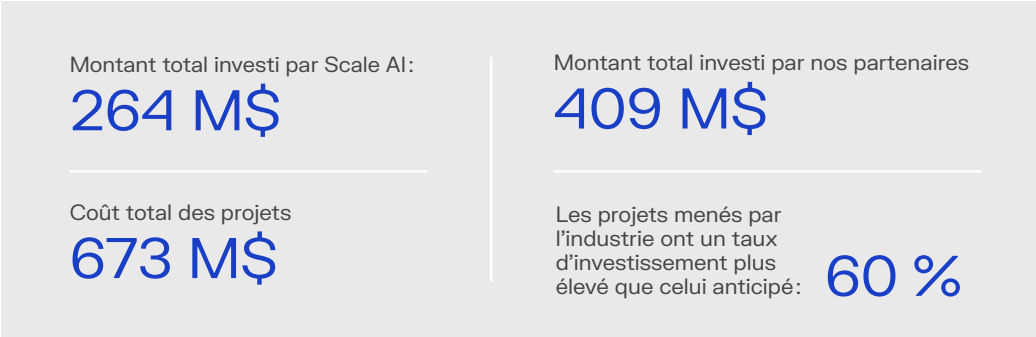 Montant total investi par Scale AI :
264 M$
Coût total des projets
673 M$
Montant total investi par nos partenaires
409 M$
Les projets menés par
l’industrie ont un taux
d’investissement plus
élevé que celui anticipé :
60 %